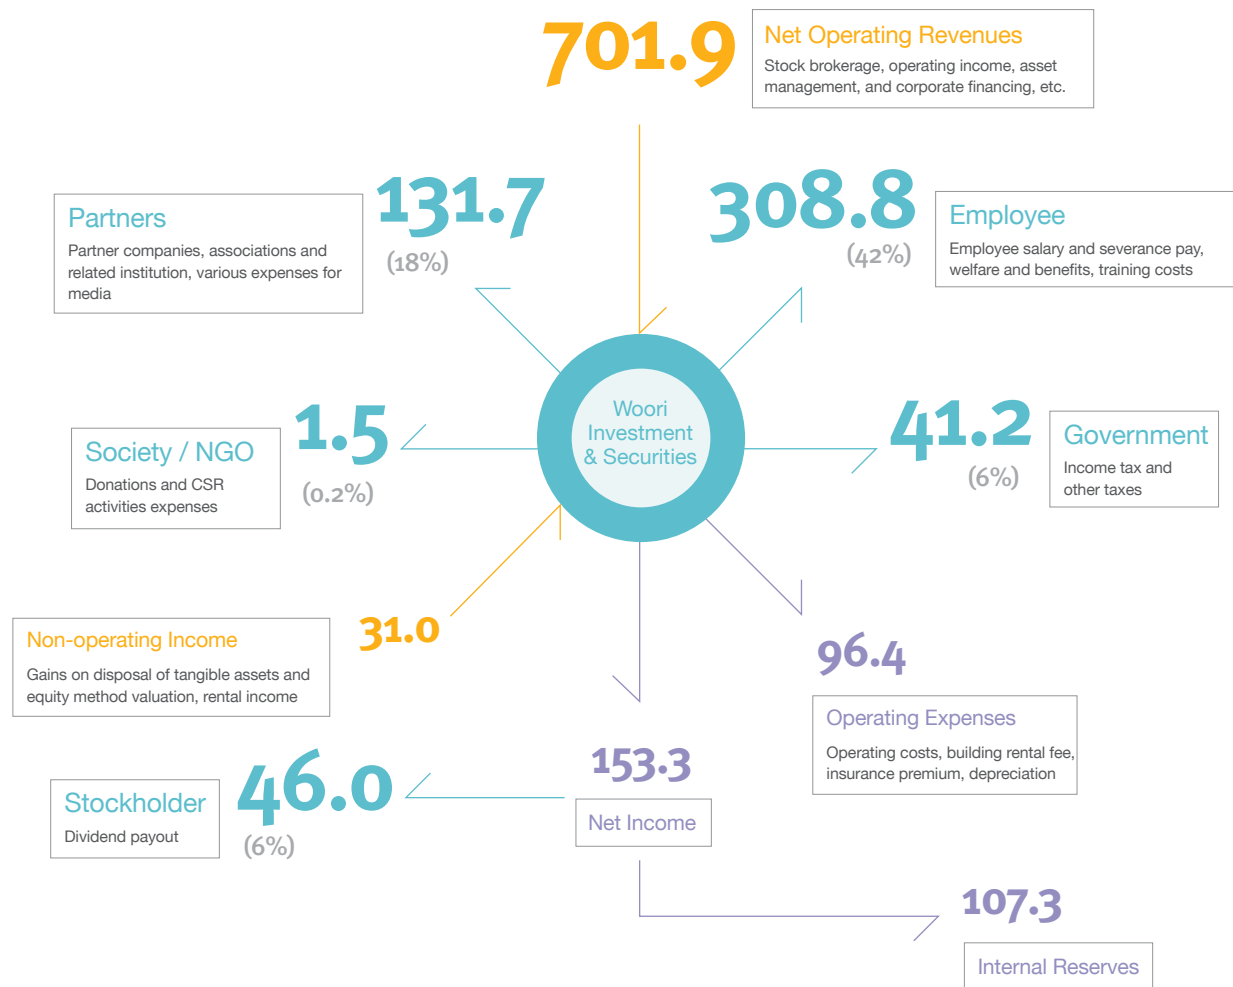 701.9
Net Operating Revenues
Stock brokerage, operating income, asset
management, and corporate financing, etc.
Partners
Partner companies, associations and
related institution, various expenses for
media
131.7
(18%)
308.8
(42%)
Employee
Employee salary and severance pay,
welfare and benefits, training costs
Society / NGO
Donations and CSR
activities expenses
1.5
(0.2%)
Woori
Investment
& Securities
41.2
(6%)
Government
Income tax and
other taxes
Non-operating Income
Gains on disposal of tangible assets and
equity method valuation, rental income
31.0
96.4
Operating Expenses
Operating costs, building rental fee,
insurance premium, depreciation
Stockholder
Dividend payout
46.0
(6%)
153.3
Net Income
107.3
Internal Reserves